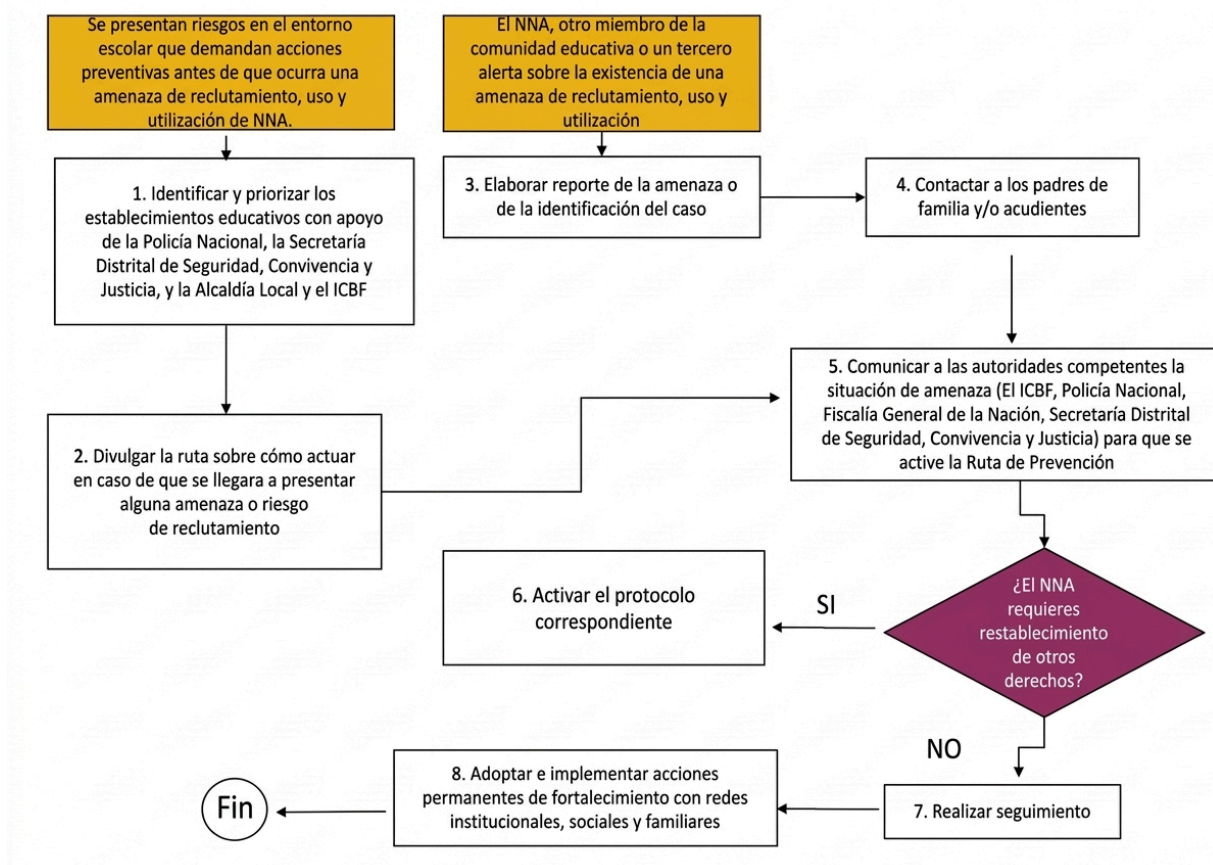 Se presentan riesgos en el entorno
escolar que demandan acciones
preventivas antes de que ocurra una
amenaza de reclutamiento, uso y
utilización de NNA.
El NNA, otro miembro de la
comunidad educativa o un tercero
alerta sobre la existencia de una
amenaza de reclutamiento, uso y
utilización
1. Identificar y priorizar los
establecimientos educativos con apoyo
de la Policía Nacional, la Secretaría
Distrital de Seguridad, Convivencia y
Justicia, y la Alcaldía Local y el ICBF
3. Elaborar reporte de la amenaza o
de la identificación del caso
4. Contactar a los padres de
familia y/o acudientes
2. Divulgar la ruta sobre cómo actuar
en caso de que se llegara a presentar
alguna amenaza o riesgo
de reclutamiento
5. Comunicar a las autoridades competentes la
situación de amenaza (El ICBF, Policía Nacional,
Fiscalía General de la Nación, Secretaría Distrital
de Seguridad, Convivencia y Justicia) para que se
active la Ruta de Prevención
¿El NNA
requieres
restablecimiento
de otros
derechos?
SI
6. Activar el protocolo
correspondiente
NO
7. Realizar seguimiento
8. Adoptar e implementar acciones
permanentes de fortalecimiento con redes
institucionales, sociales y familiares
Fin